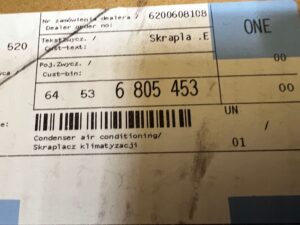 Nr zamówienia dealera / 6200608108
Dealer order no:
ONE
620
Tekst zwycz. / Skrapla .E
Cust-text:
00
Poj.Zwycz. /
Cust-bin:
64 53 6 805 453
00
UN
/
01
Condenser air conditioning/
Skraplacz klimatyzacji